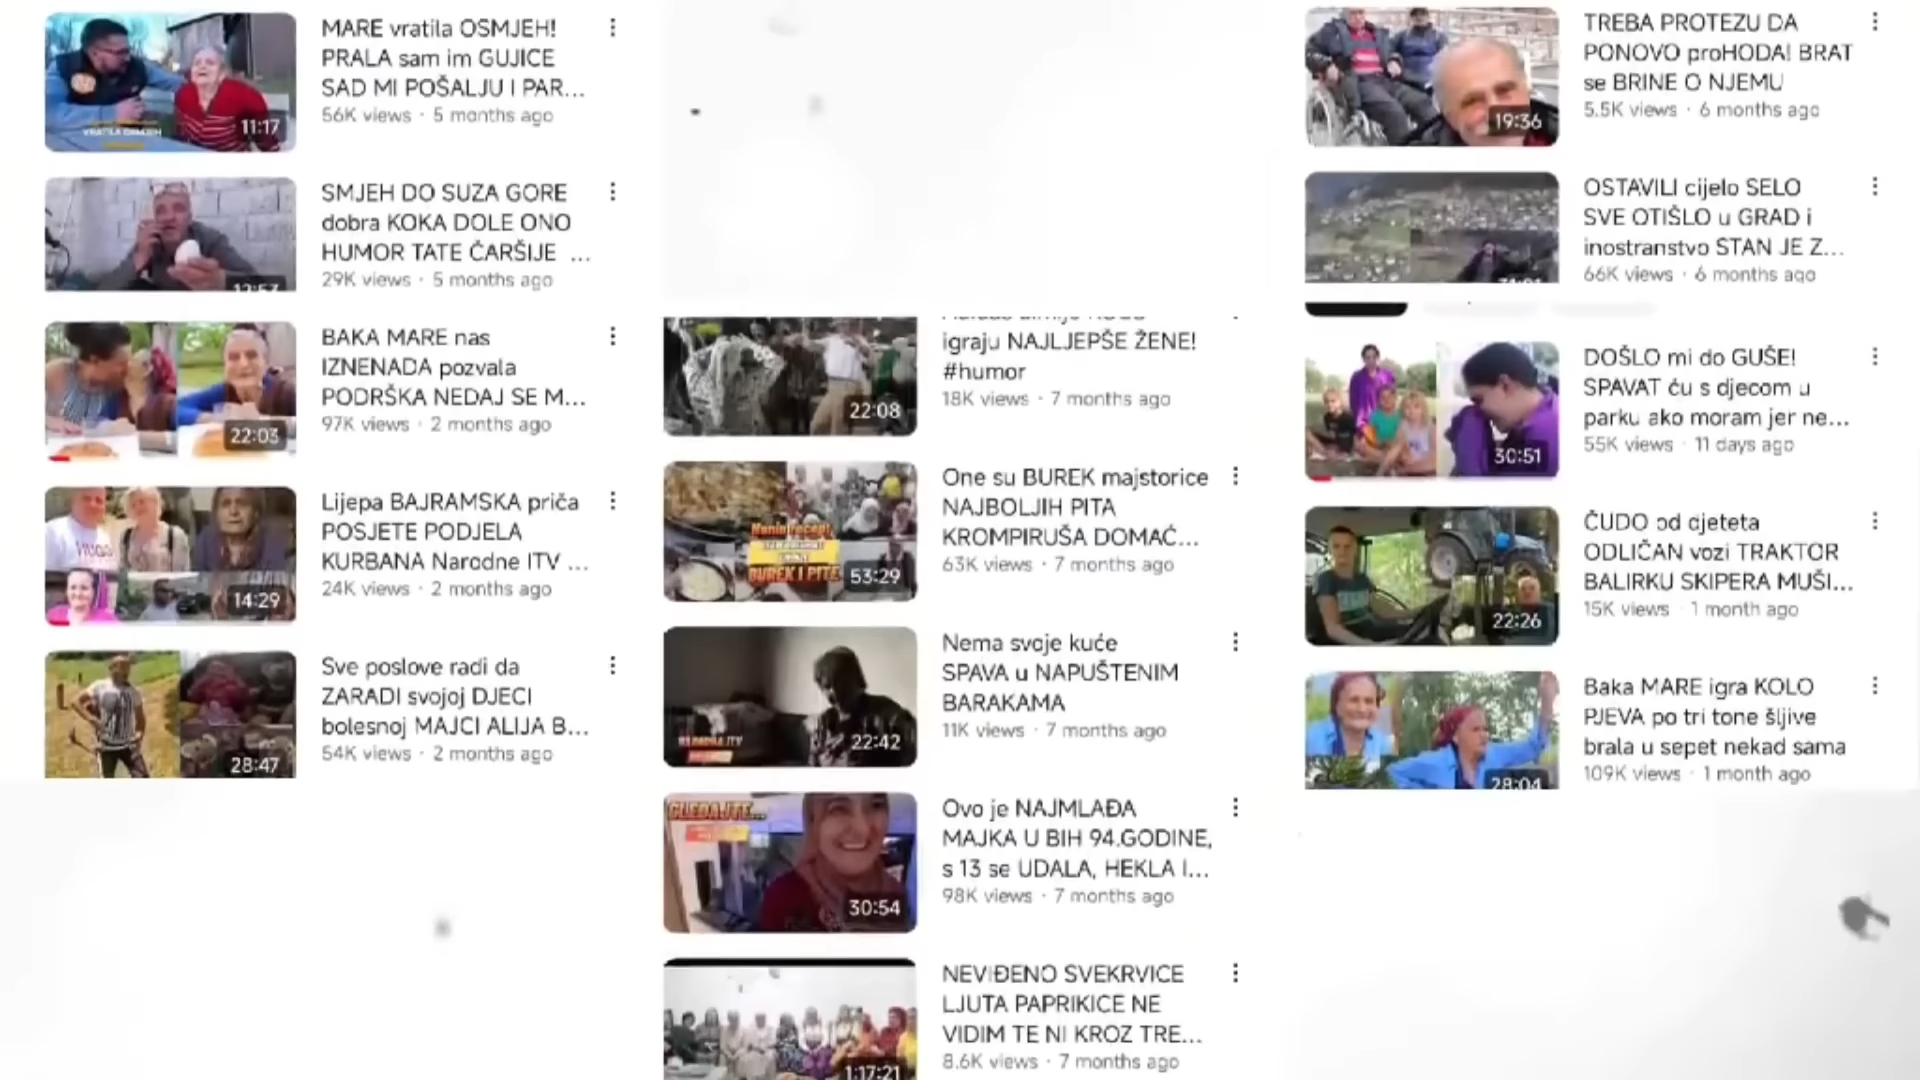 MARE vratila OSMJEH!
PRALA sam im GUJICE
SAD MI POŠALJU I PAR...
56K views · 5 months ago
VRATILA OSMJEH
11:17
SMJEH DO SUZA GORE
dobra KOKA DOLE ONO
HUMOR TATE ČARŠIJE ...
29K views · 5 months ago
12:57
BAKA MARE nas
IZNENADA pozvala
PODRŠKA NEDAJ SE M...
97K views · 2 months ago
22:03
Lijepa BAJRAMSKA priča
POSJETE PODJELA
KURBANA Narodne ITV ...
24K views · 2 months ago
14:29
Sve poslove radi da
ZARADI svojoj DJECI
bolesnoj MAJCI ALIJA B...
54K views · 2 months ago
28:47
igraju NAJLJEPŠE ŽENE!
#humor
18K views · 7 months ago
22:08
One su BUREK majstorice
NAJBOLJIH PITA
KROMPIRUŠA DOMAĆ...
63K views · 7 months ago
BUREK I PITE
53:29
Nema svoje kuće
SPAVA u NAPUŠTENIM
BARAKAMA
11K views · 7 months ago
22:42
Ovo je NAJMLAĐA
MAJKA U BIH 94.GODINE,
s 13 se UDALA, HEKLA I...
98K views · 7 months ago
GLEDAJTE...
30:54
NEVIĐENO SVEKRVICE
LJUTA PAPRIKICE NE
VIDIM TE NI KROZ TRE...
8.6K views · 7 months ago
1:17:21
TREBA PROTEZU DA
PONOVO proHODA! BRAT
se BRINE O NJEMU
5.5K views · 6 months ago
19:36
OSTAVILI cijelo SELO
SVE OTIŠLO u GRAD i
inostranstvo STAN JE Z...
66K views · 6 months ago
DOŠLO mi do GUŠE!
SPAVAT ću s djecom u
parku ako moram jer ne...
55K views · 11 days ago
30:51
ČUDO od djeteta
ODLIČAN vozi TRAKTOR
BALIRKU SKIPERA MUŠI...
15K views · 1 month ago
22:26
Baka MARE igra KOLO
PJEVA po tri tone šljive
brala u sepet nekad sama
109K views · 1 month ago
28:04